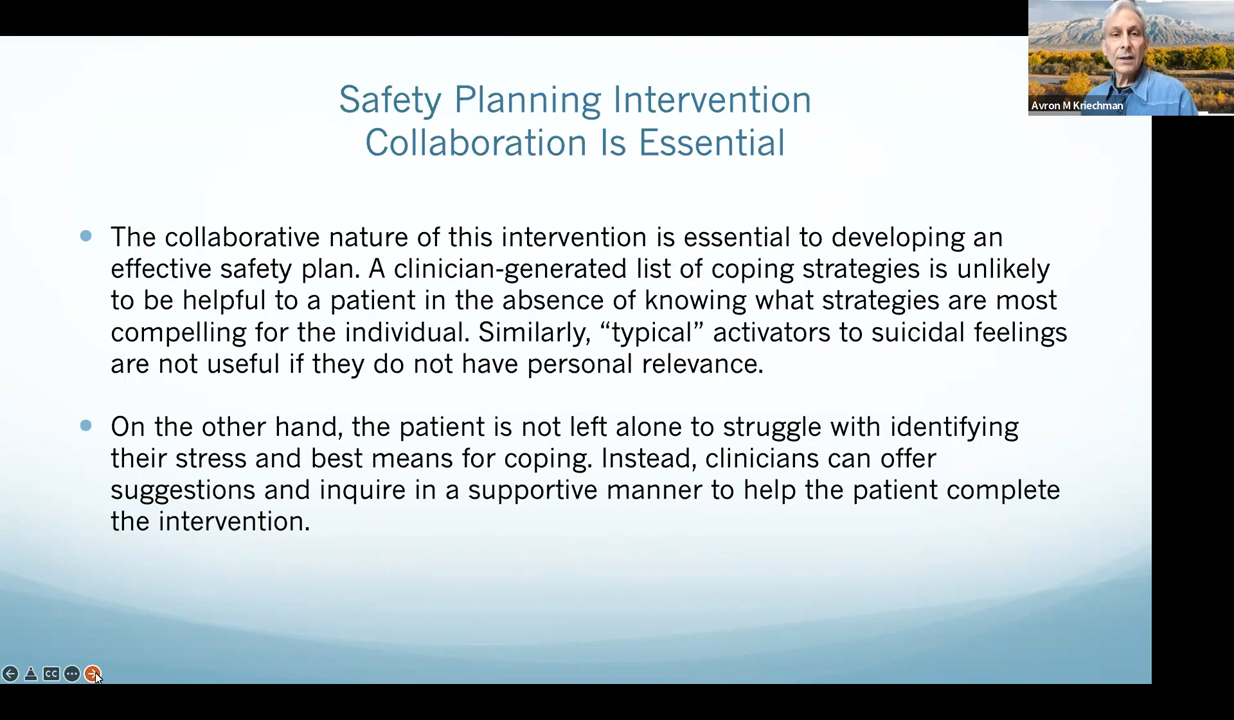 Avron M Kriechman
Safety Planning Intervention
Collaboration Is Essential
• The collaborative nature of this intervention is essential to developing an
effective safety plan. A clinician-generated list of coping strategies is unlikely
to be helpful to a patient in the absence of knowing what strategies are most
compelling for the individual. Similarly, “typical” activators to suicidal feelings
are not useful if they do not have personal relevance.
• On the other hand, the patient is not left alone to struggle with identifying
their stress and best means for coping. Instead, clinicians can offer
suggestions and inquire in a supportive manner to help the patient complete
the intervention.
CC